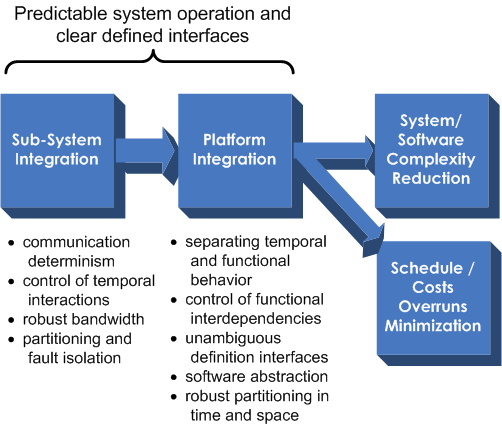 Predictable system operation and
clear defined interfaces
Sub-System
Integration
Platform
Integration
System/
Software
Complexity
Reduction
Schedule /
Costs
Overruns
Minimization
• communication
determinism
• control of temporal
interactions
• robust bandwidth
• partitioning and
fault isolation
• separating temporal
and functional
behavior
• control of functional
interdependencies
• unambiguous
definition interfaces
• software abstraction
• robust partitioning in
time and space